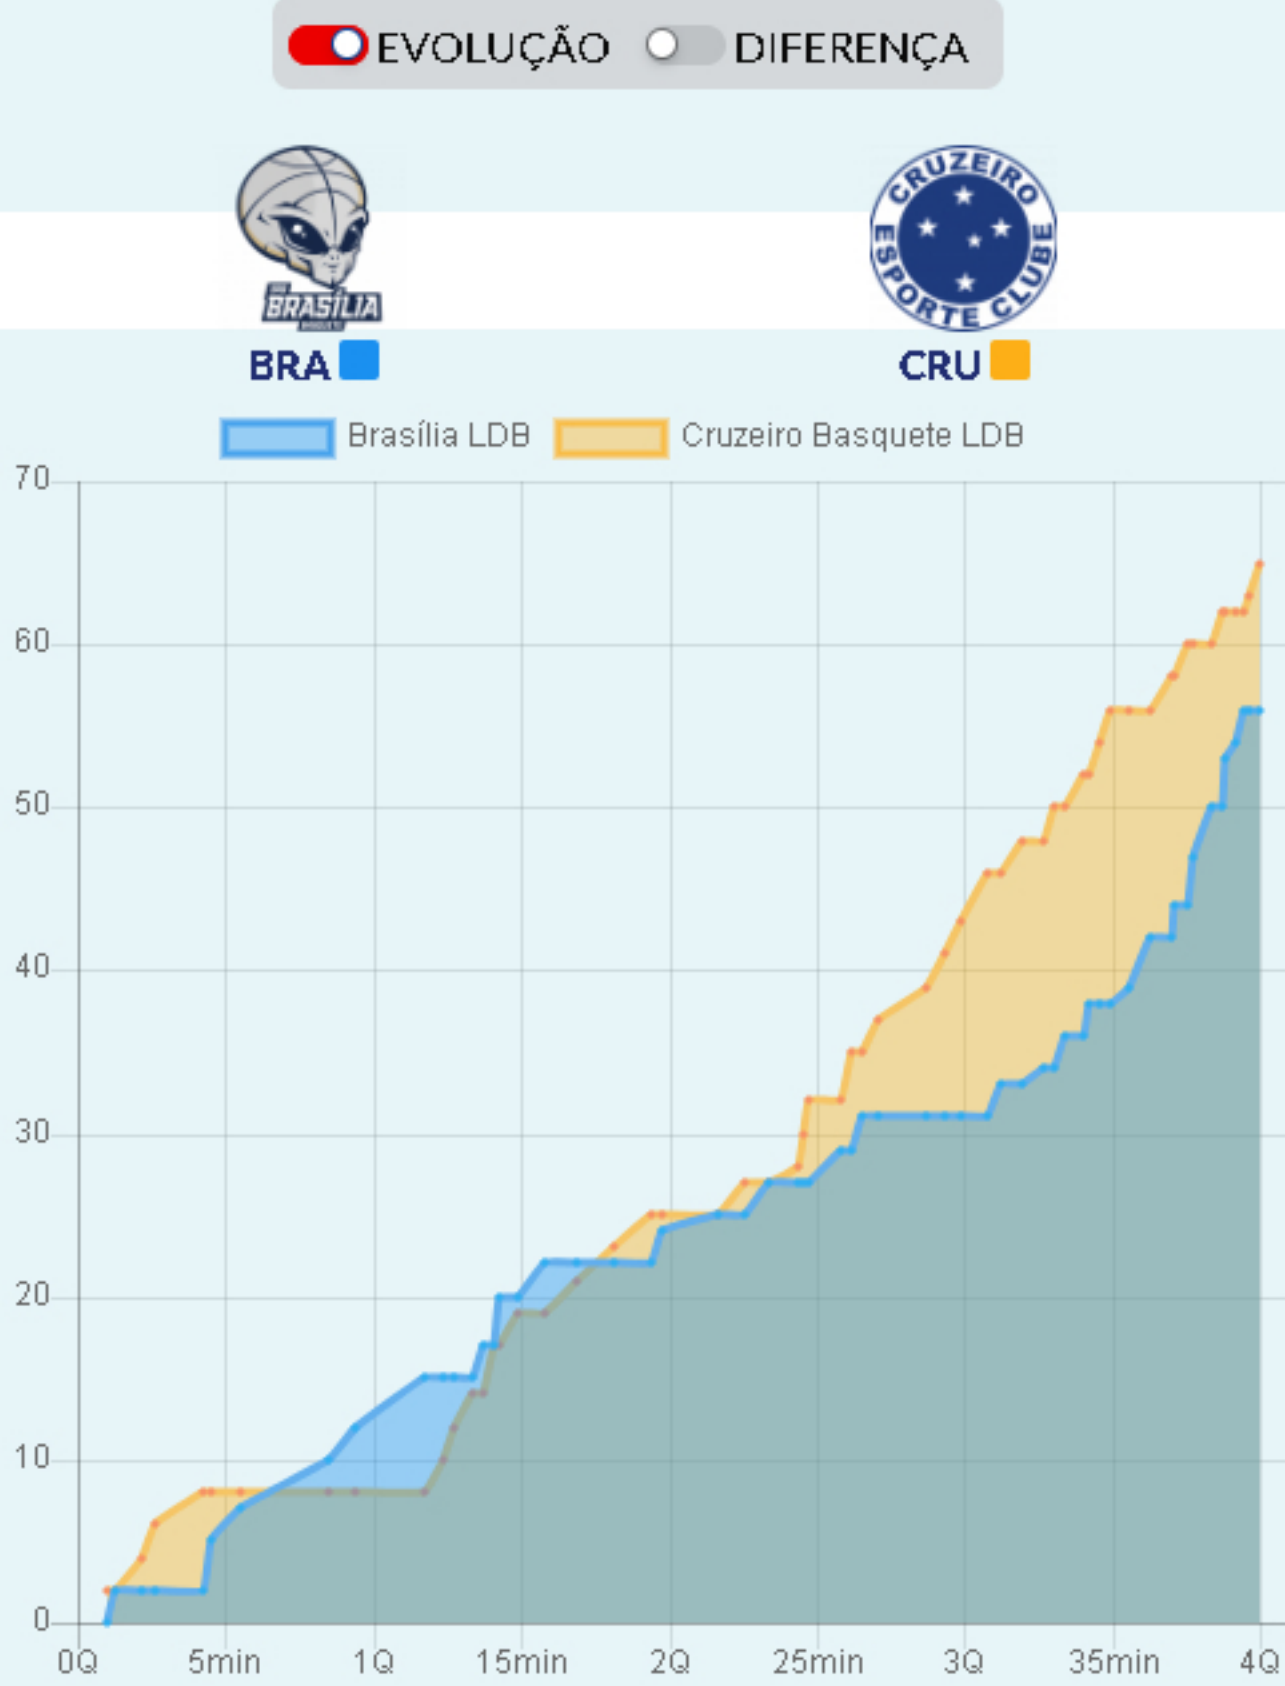 EVOLUÇÃO DIFERENÇA
BRASÍLIA
CRUZEIRO
ESPORTE CLUBE
BRA CRU
Brasília LDB Cruzeiro Basquete LDB
70
60
50
40
30
20
10
0
0Q 5min 1Q 15min 2Q 25min 3Q 35min 4Q